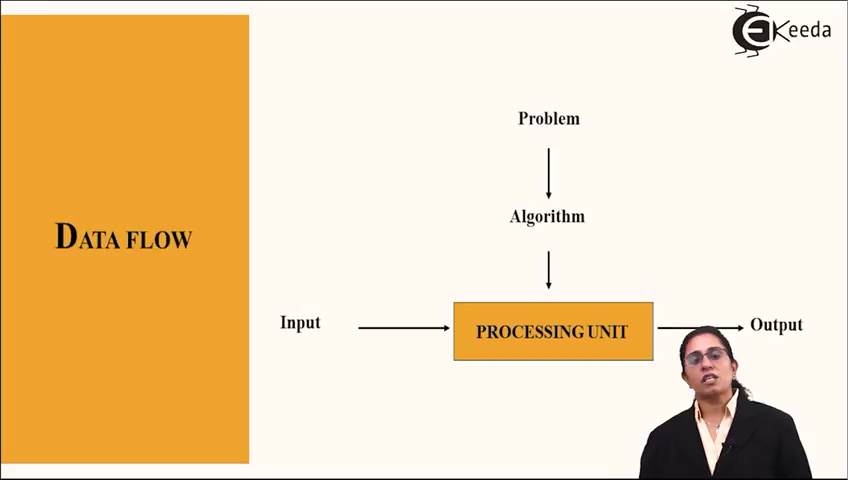 Keeda
Problem
Algorithm
DATA FLOW
Input
PROCESSING UNIT
Output